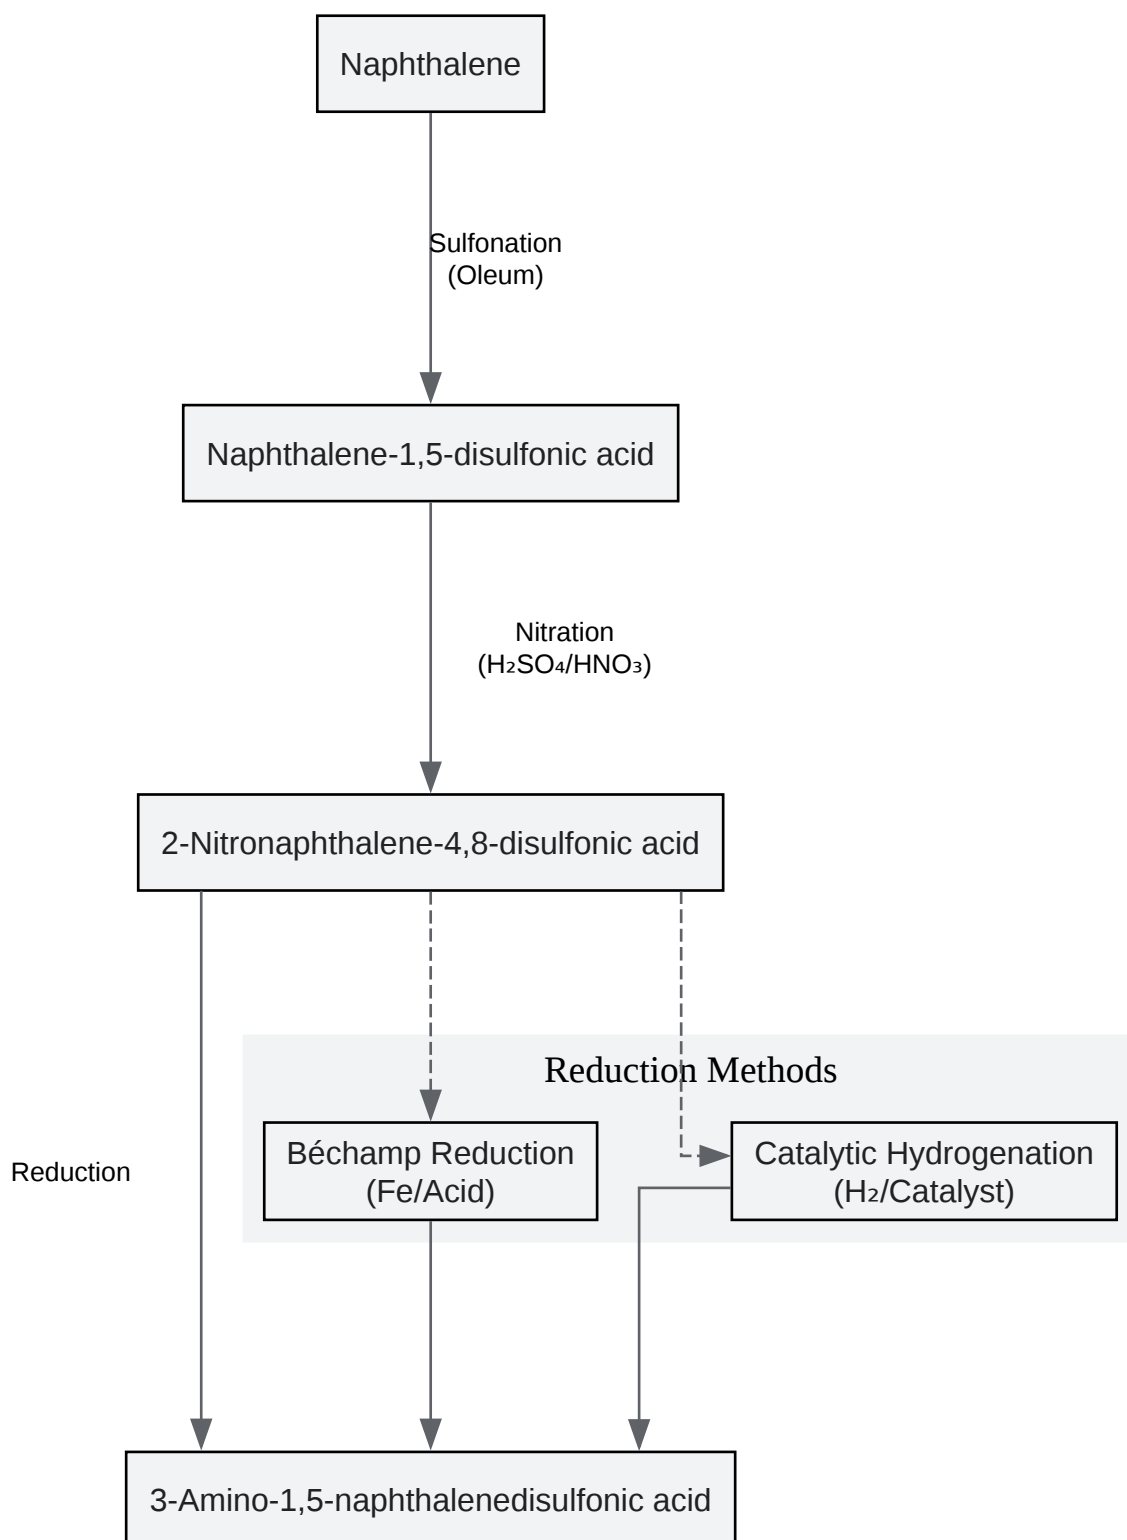 Naphthalene
Sulfonation
(Oleum)
Naphthalene-1,5-disulfonic acid
Nitration
(H₂SO₄/HNO₃)
2-Nitronaphthalene-4,8-disulfonic acid
Reduction Methods
Reduction
Béchamp Reduction
(Fe/Acid)
Catalytic Hydrogenation
(H₂/Catalyst)
3-Amino-1,5-naphthalenedisulfonic acid